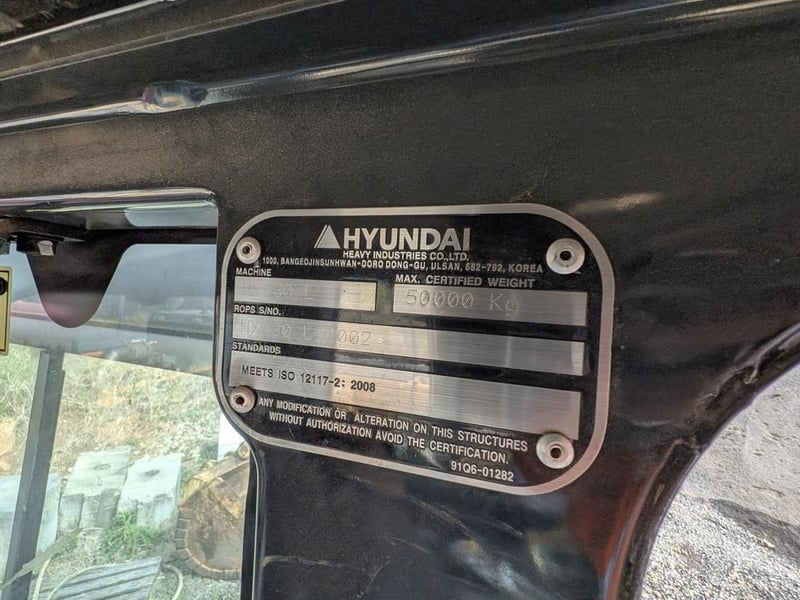 HYUNDAI
HEAVY INDUSTRIES CO.,LTD.
1000, BANGEOJINSUNHWAN-DORO DONG-GU, ULSAN, 682-792, KOREA
MACHINE
MAX. CERTIFIED WEIGHT
50000 Kg
ROPS S/NO.
002
STANDARDS
MEETS ISO 12117-2: 2008
ANY MODIFICATION OR ALTERATION ON THIS STRUCTURES
WITHOUT AUTHORIZATION AVOID THE CERTIFICATION.
91Q6-01282